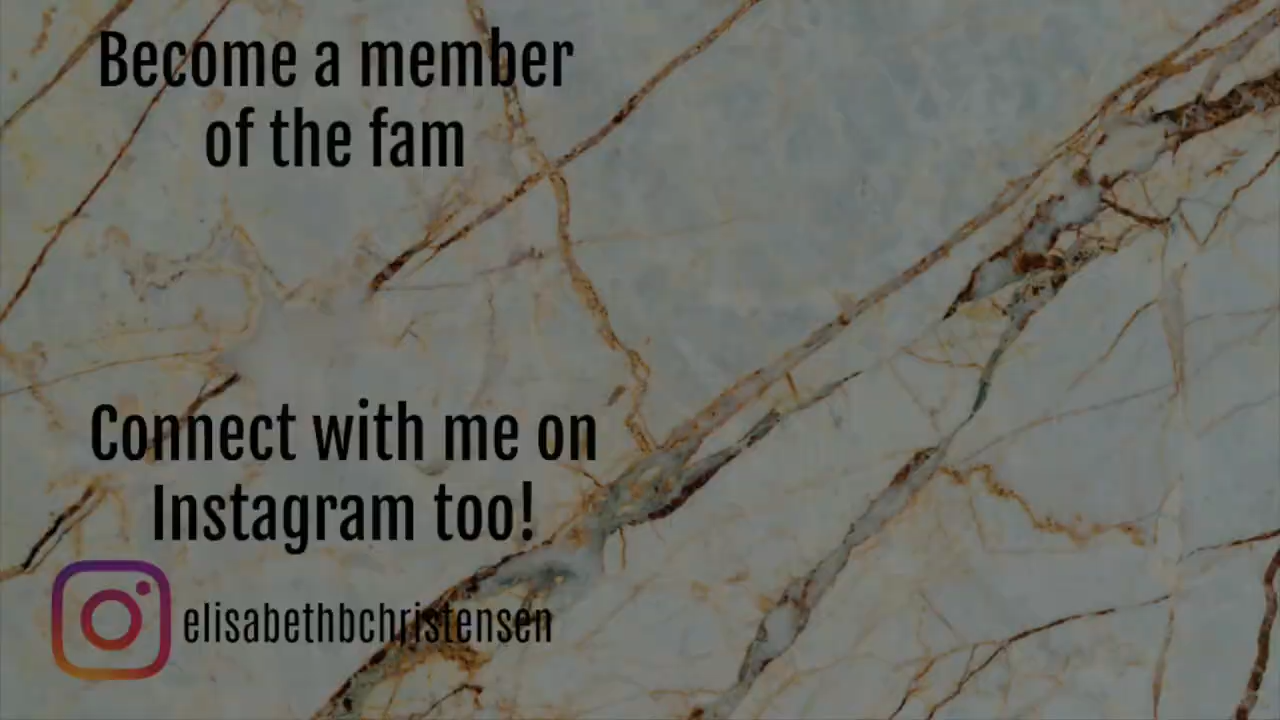 Become a member
of the fam
Connect with me on
Instagram too!
elisabethbchristensen